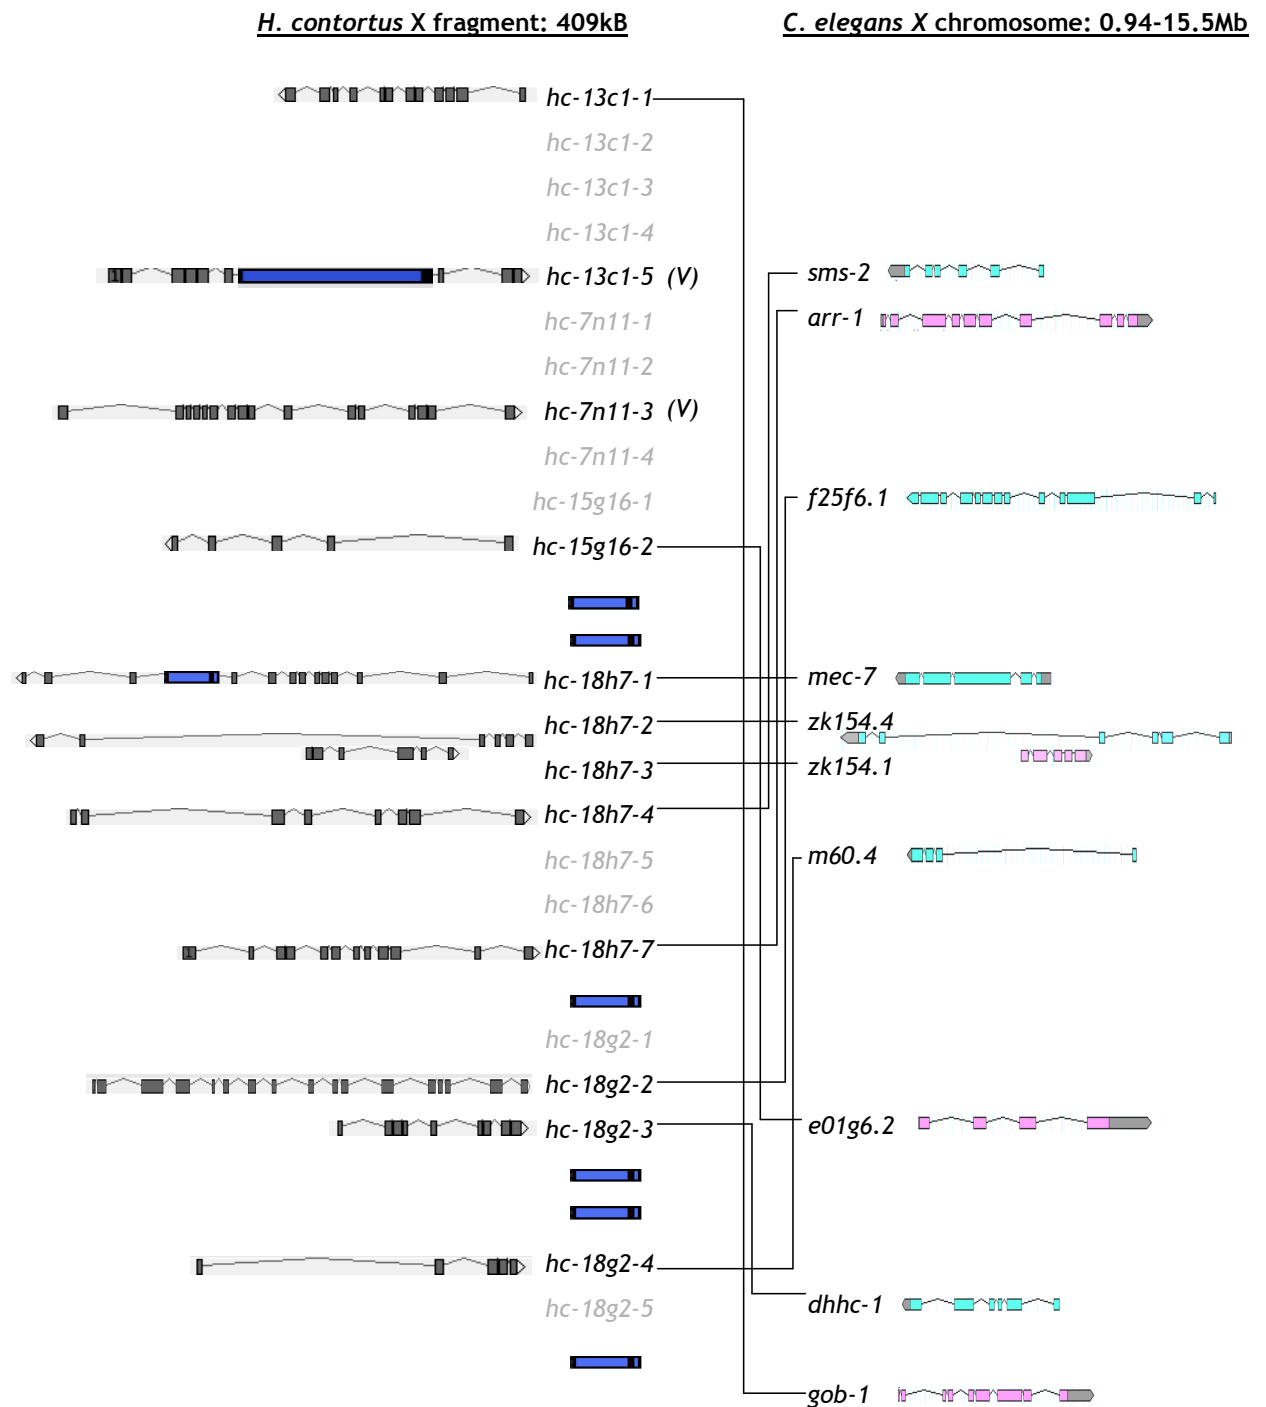 H. contortus X fragment: 409kB
C. elegans X chromosome: 0.94-15.5Mb
hc-13c1-1
hc-13c1-2
hc-13c1-3
hc-13c1-4
hc-13c1-5 (V)
sms-2
hc-7n11-1
arr-1
hc-7n11-2
hc-7n11-3 (V)
hc-7n11-4
hc-15g16-1
f25f6.1
hc-15g16-2
hc-18h7-1
mec-7
hc-18h7-2
zk154.4
hc-18h7-3
zk154.1
hc-18h7-4
hc-18h7-5
m60.4
hc-18h7-6
hc-18h7-7
hc-18g2-1
hc-18g2-2
hc-18g2-3
e01g6.2
hc-18g2-4
hc-18g2-5
dhhc-1
gob-1